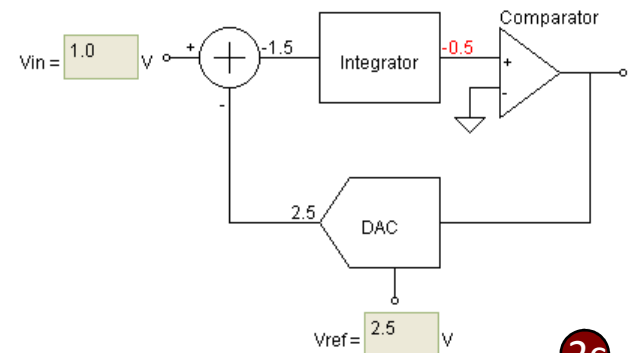 Comparator
Vin = 1.0 V + -1.5 Integrator -0.5 +
-
-
2.5 DAC
Vref = 2.5 V